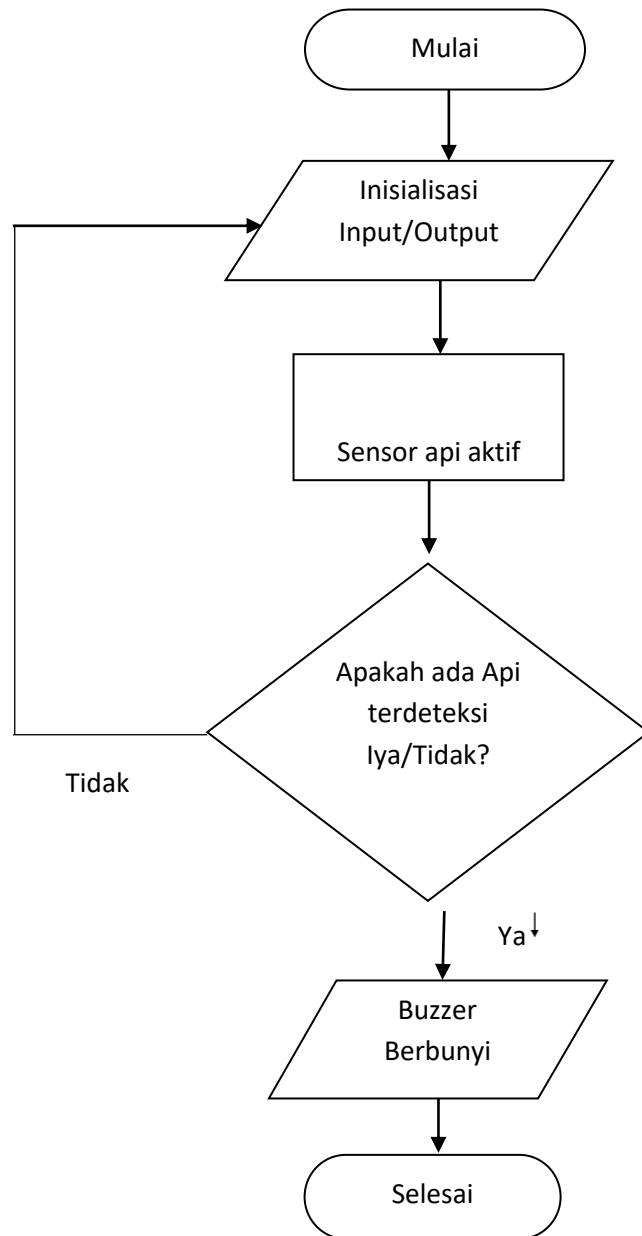 Mulai
Inisialisasi
Input/Output
Sensor api aktif
Apakah ada Api
terdeteksi
Iya/Tidak?
Tidak
Ya
Buzzer
Berbunyi
Selesai